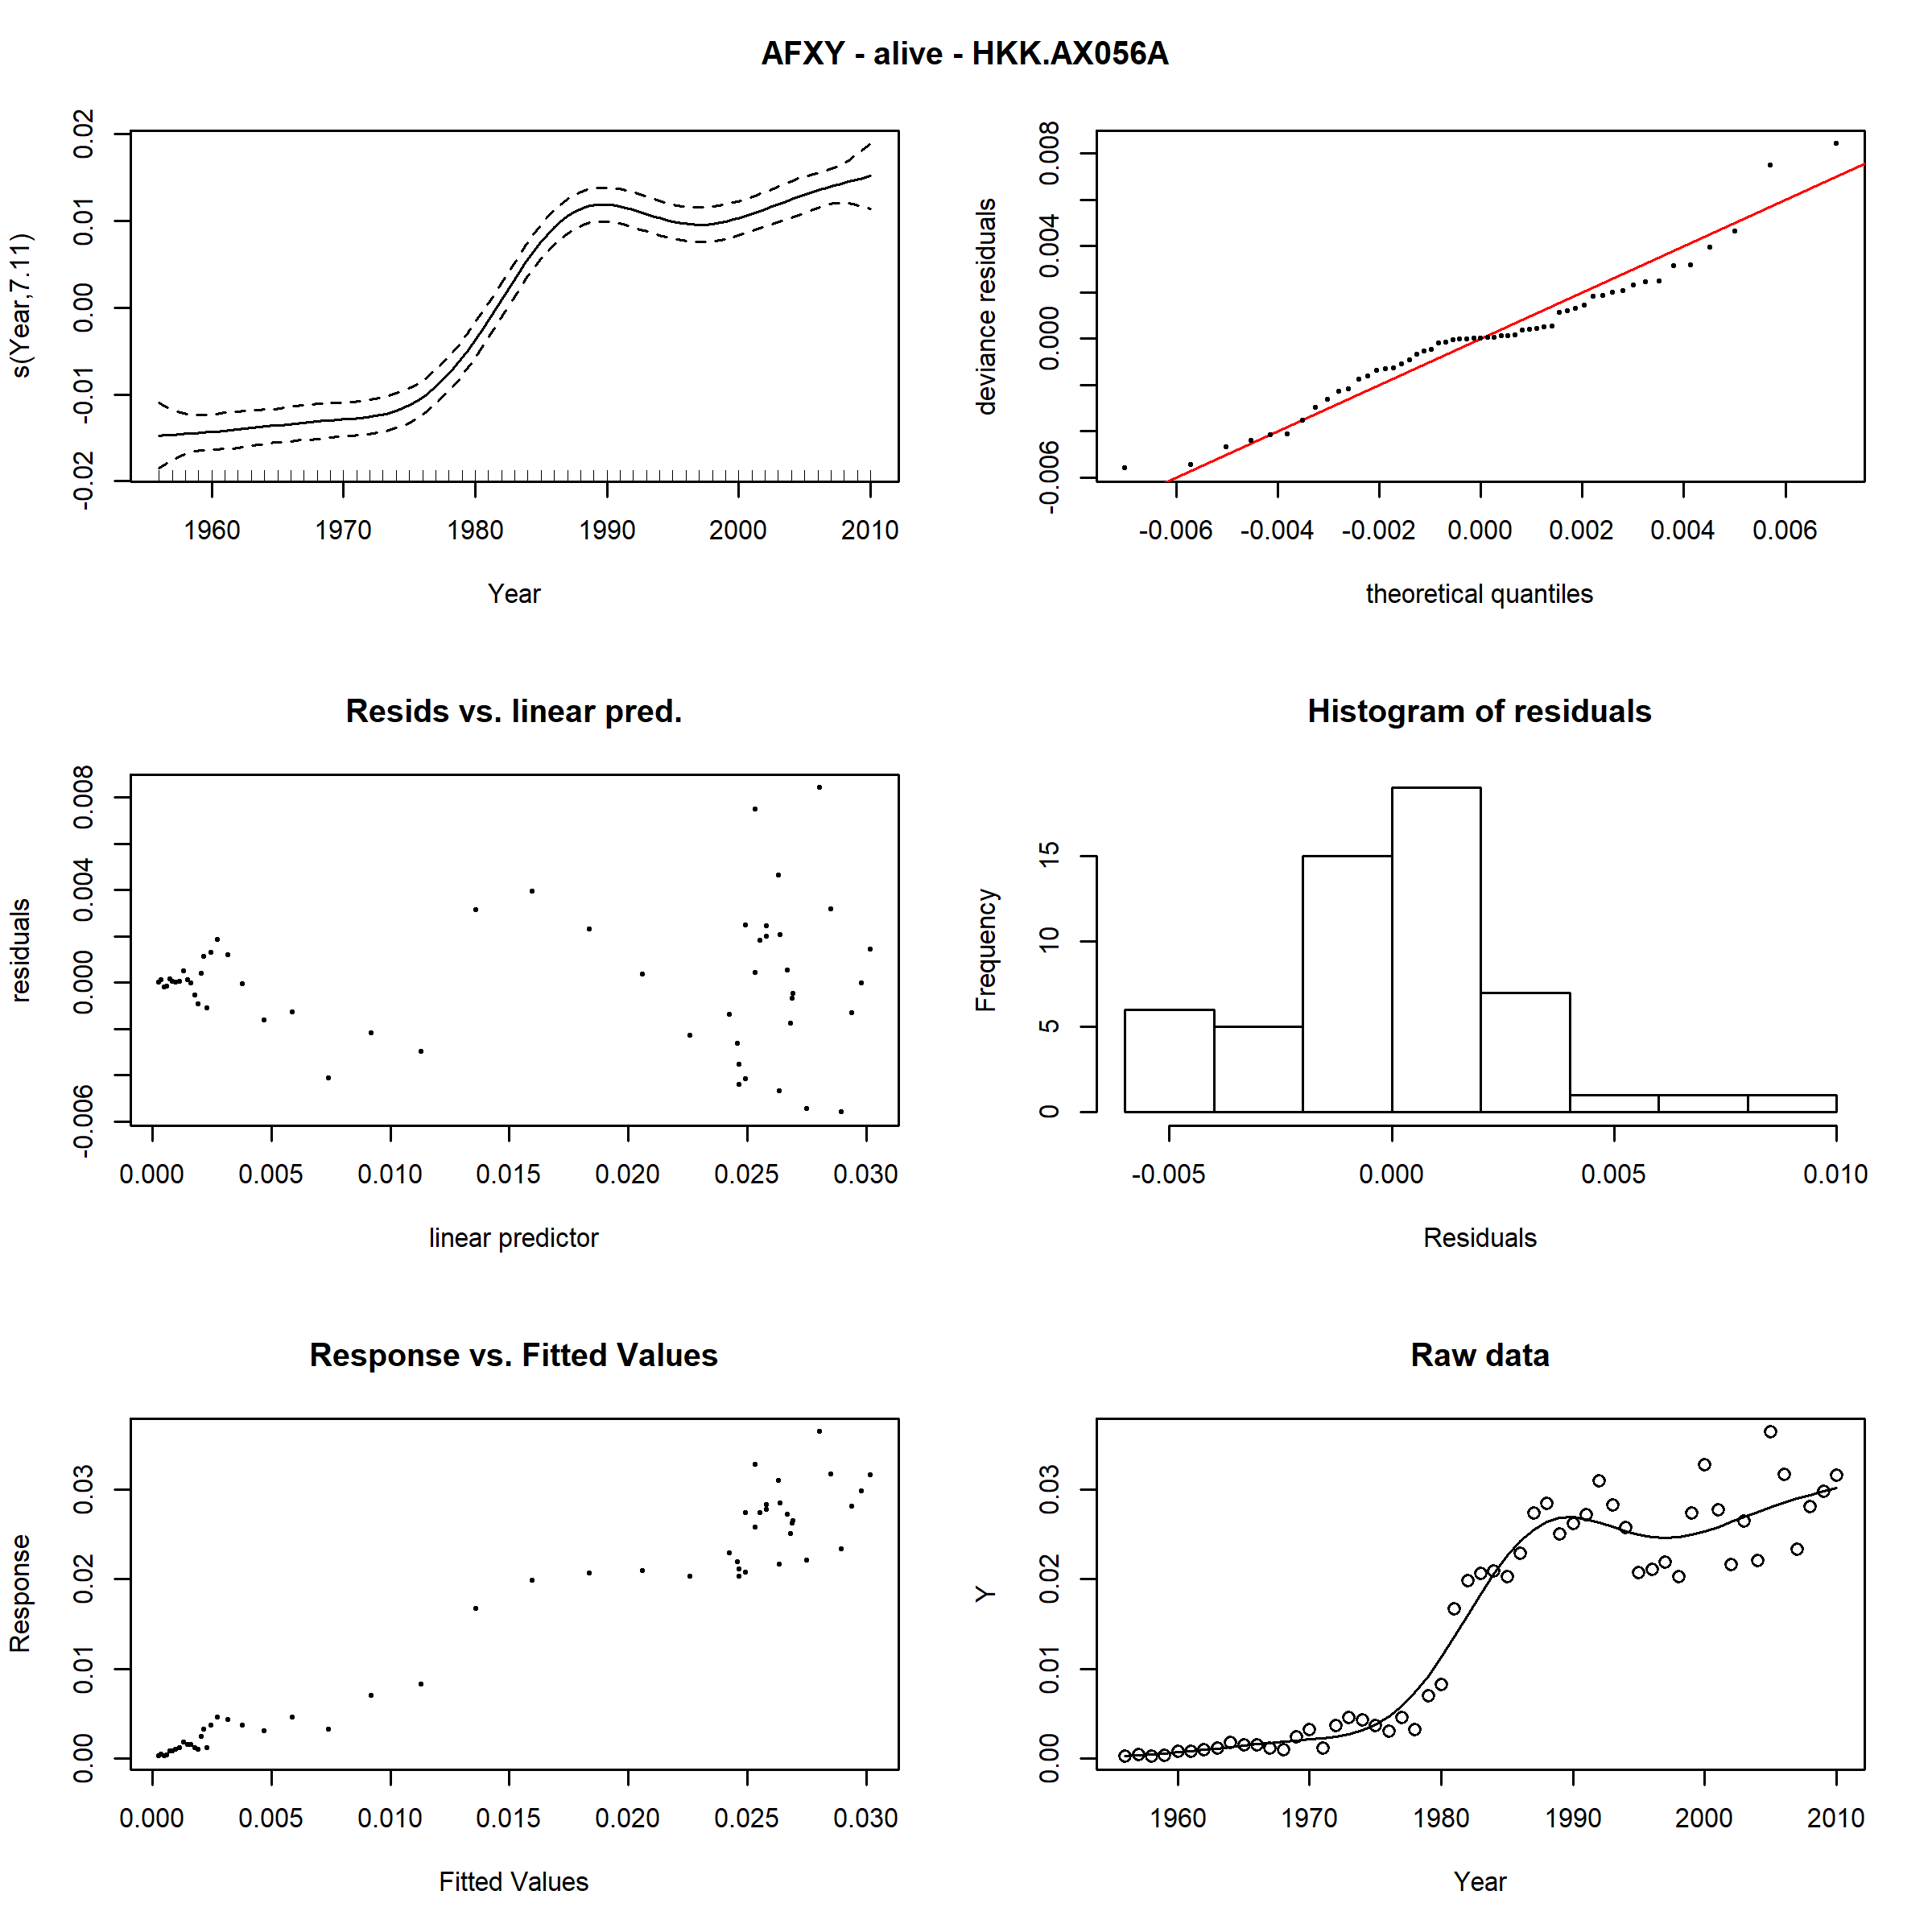 AFXY - alive - HKK.AX056A
s(Year,7.11)
-0.02 -0.01 0.00 0.01 0.02
1960 1970 1980 1990 2000 2010
Year
deviance residuals
-0.006 0.000 0.004 0.008
-0.006 -0.004 -0.002 0.000 0.002 0.004 0.006
theoretical quantiles
Resids vs. linear pred.
residuals
-0.006 0.000 0.004 0.008
0.000 0.005 0.010 0.015 0.020 0.025 0.030
linear predictor
Histogram of residuals
Frequency
0 5 10 15
-0.005 0.000 0.005 0.010
Residuals
Response vs. Fitted Values
Response
0.00 0.01 0.02 0.03
0.000 0.005 0.010 0.015 0.020 0.025 0.030
Fitted Values
Raw data
Y
0.00 0.01 0.02 0.03
1960 1970 1980 1990 2000 2010
Year